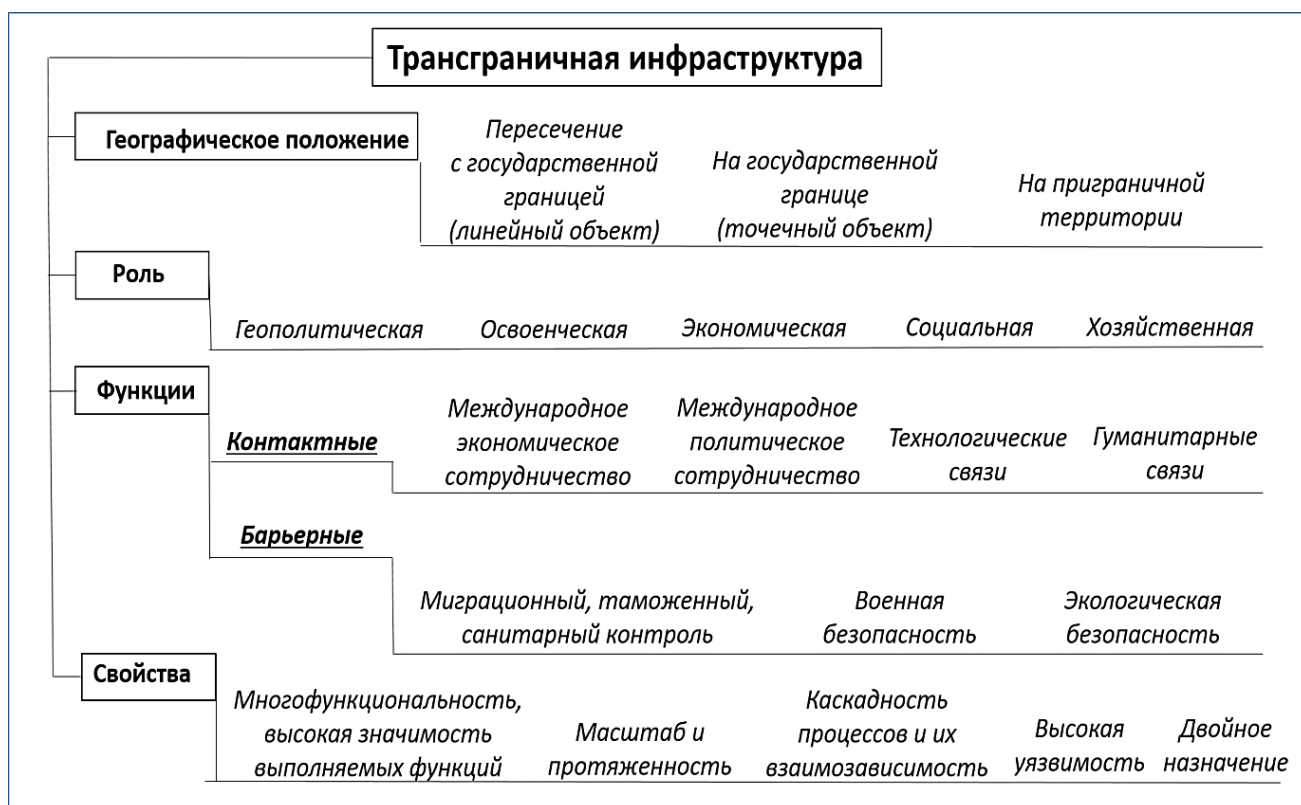 Трансграничная инфраструктура
Географическое положение
Пересечение
с государственной
границей
(линейный объект)
На государственной
границе
(точечный объект)
На приграничной
территории
Роль
Геополитическая
Освоенческая
Экономическая
Социальная
Хозяйственная
Функции
Контактные
Международное
экономическое
сотрудничество
Международное
политическое
сотрудничество
Технологические
связи
Гуманитарные
связи
Барьерные
Миграционный, таможенный,
санитарный контроль
Военная
безопасность
Экологическая
безопасность
Свойства
Многофункциональность,
высокая значимость
выполняемых функций
Масштаб и
протяженность
Каскадность
процессов и их
взаимозависимость
Высокая
уязвимость
Двойное
назначение